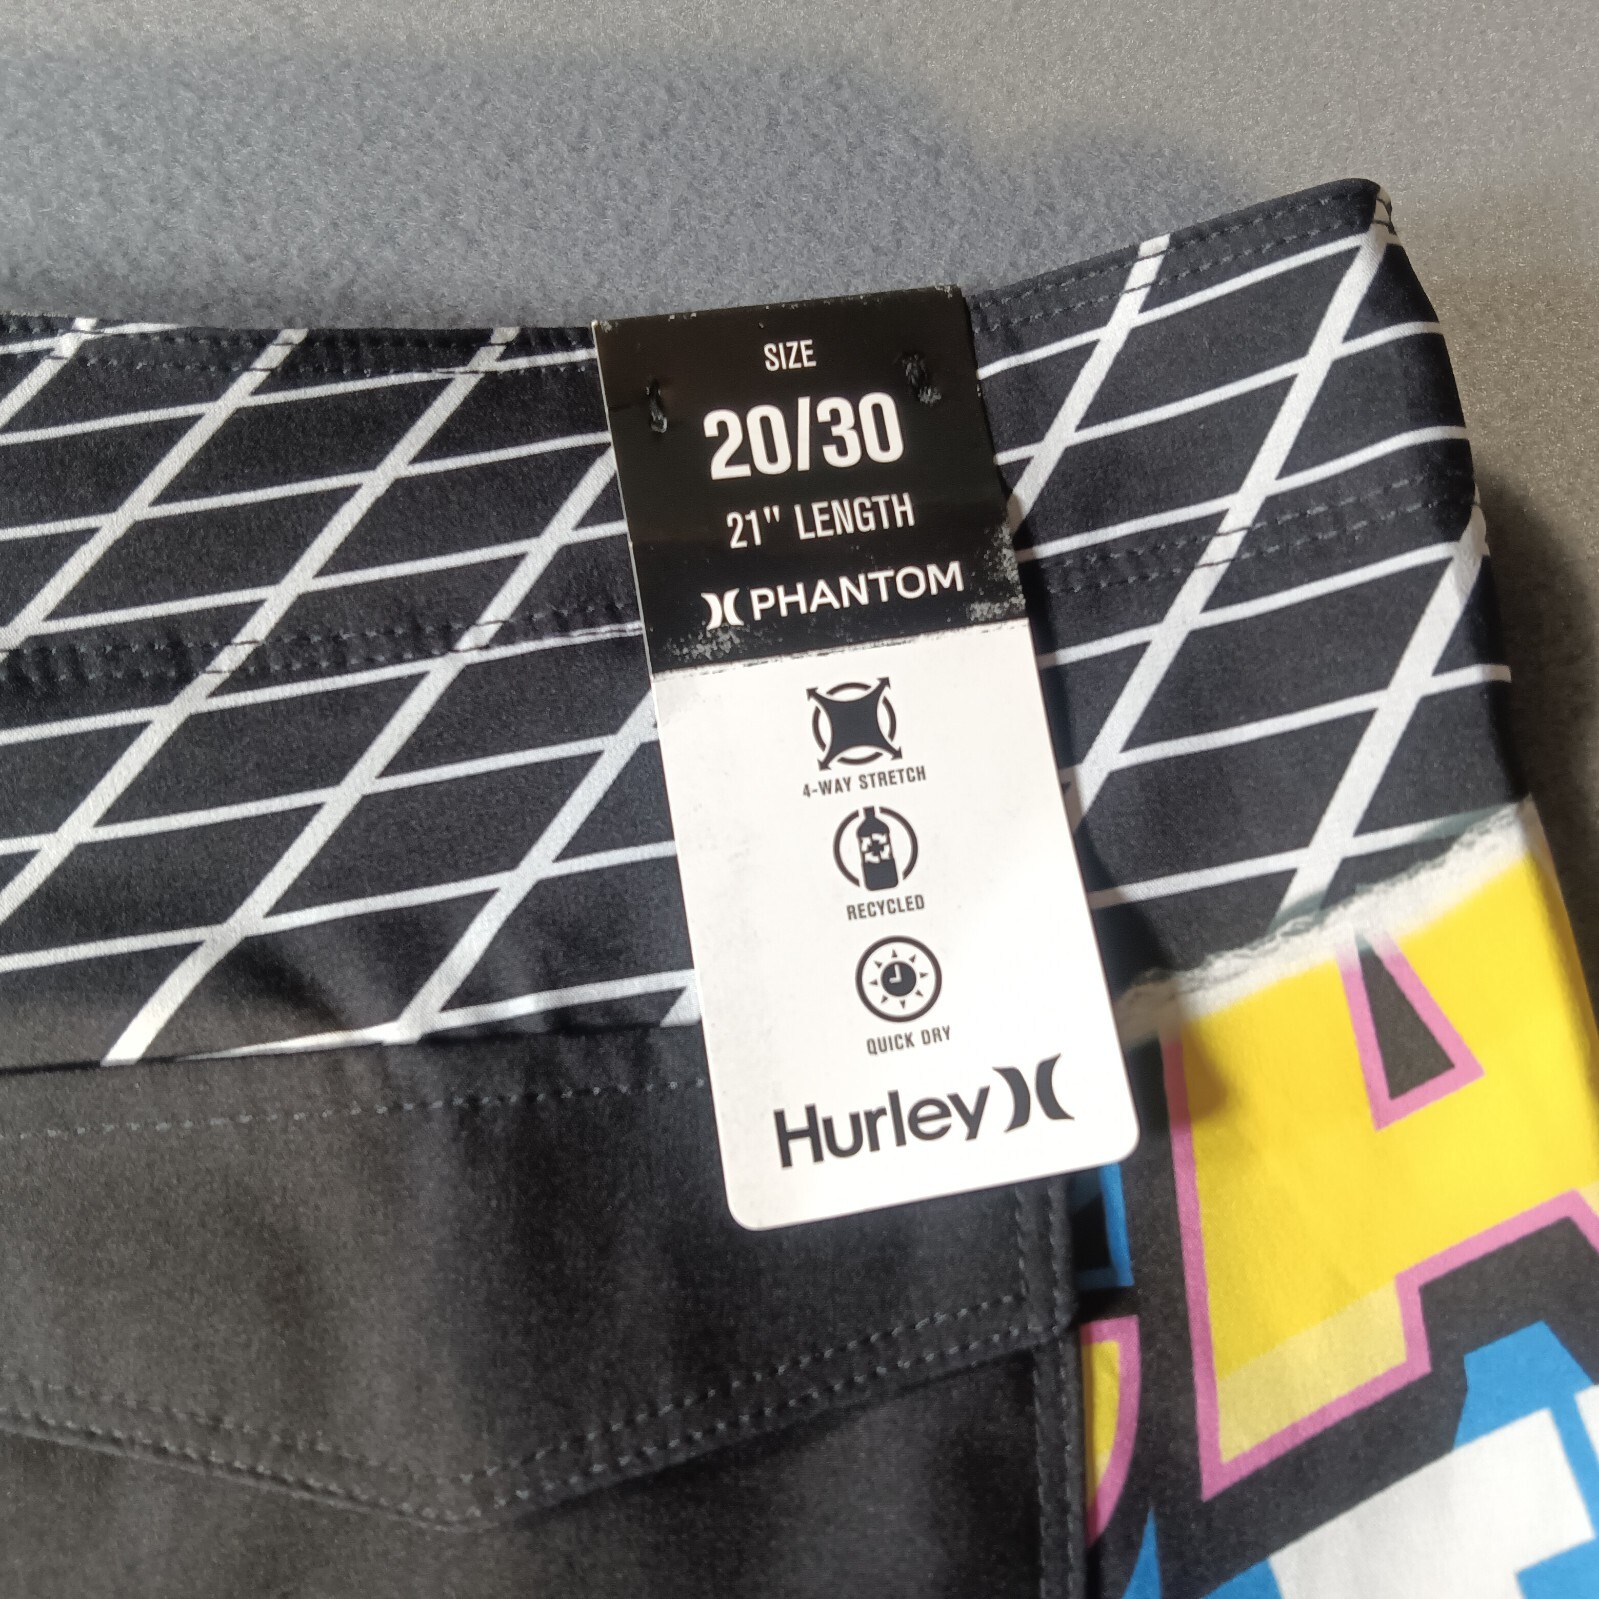 SIZE
20/30
21" LENGTH
PHANTOM
4-WAY STRETCH
RECYCLED
QUICK DRY
Hurley
A